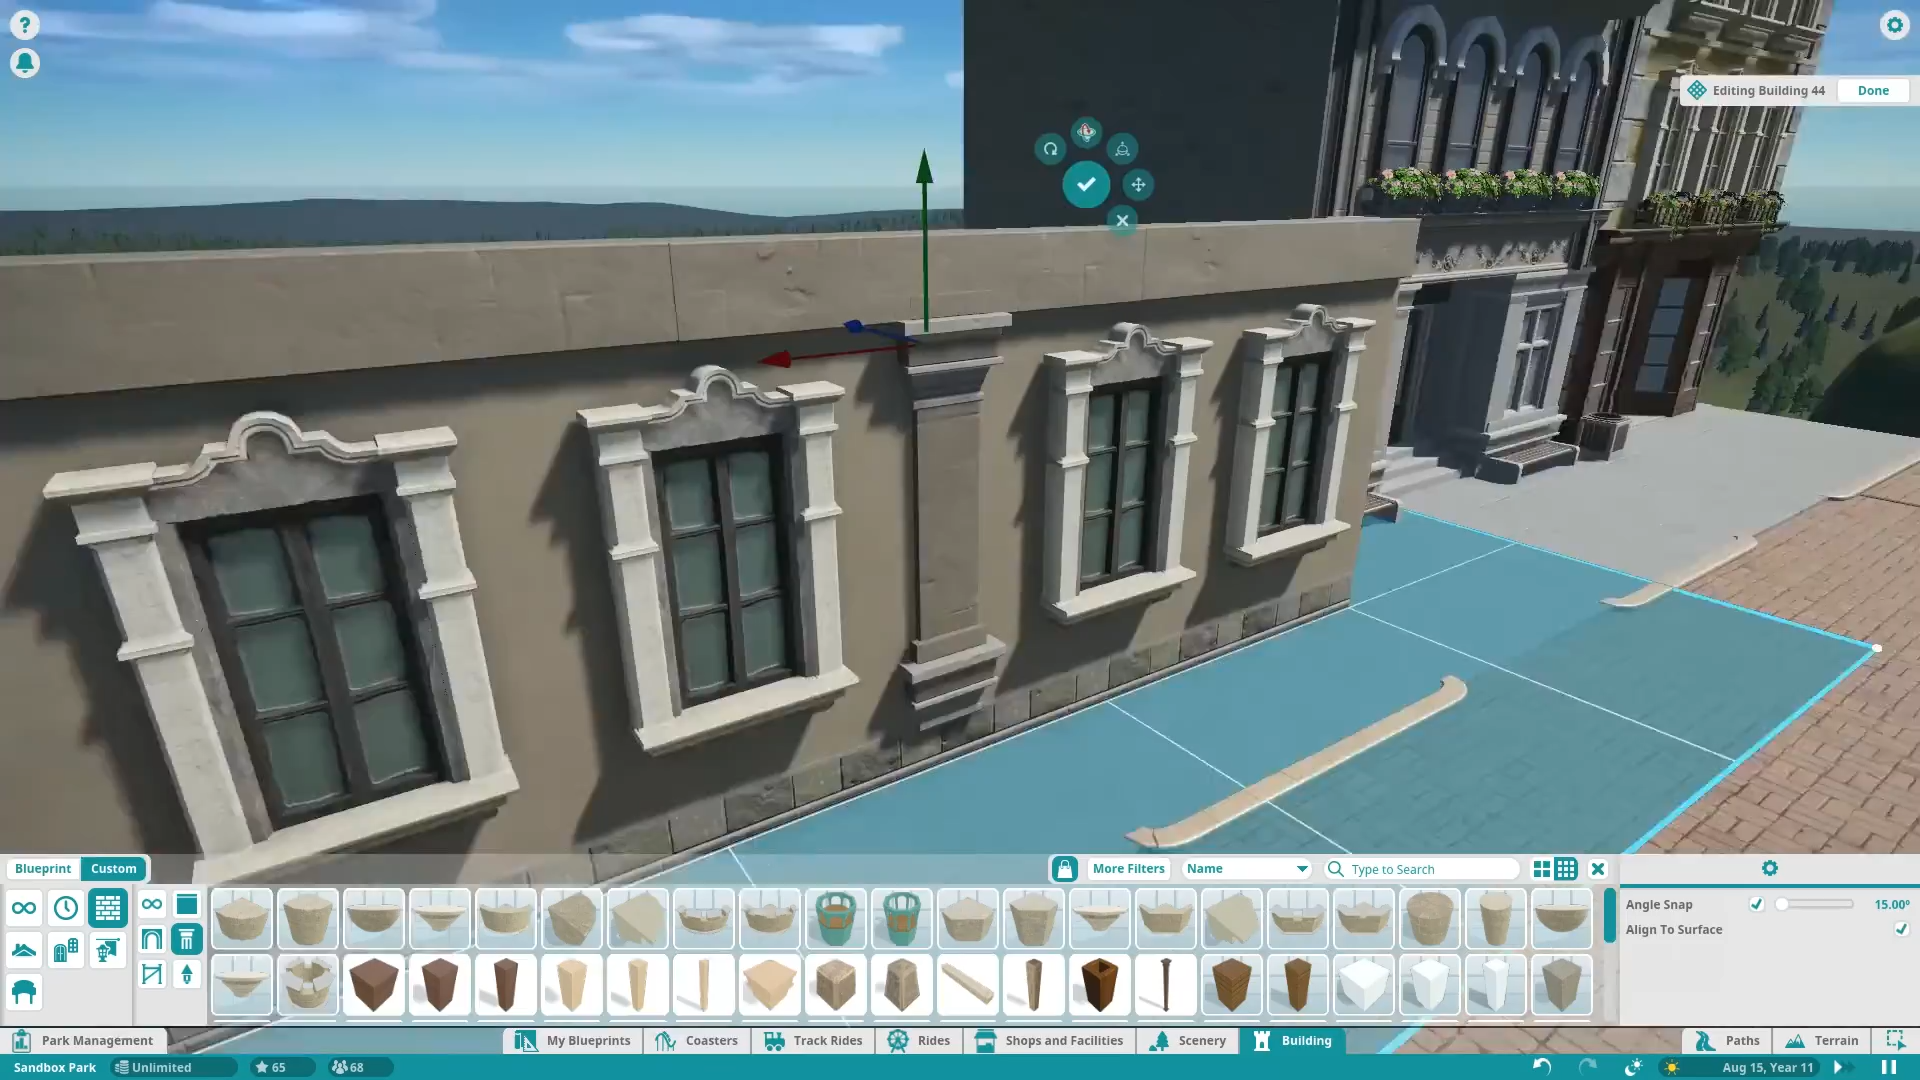 ?
Editing Building 44
Done
Blueprint
Custom
More Filters
Name
Type to Search
Angle Snap
15.00°
Align To Surface
Park Management
My Blueprints
Coasters
Track Rides
Rides
Shops and Facilities
Scenery
Building
Paths
Terrain
Sandbox Park
Unlimited
65
68
Aug 15, Year 11